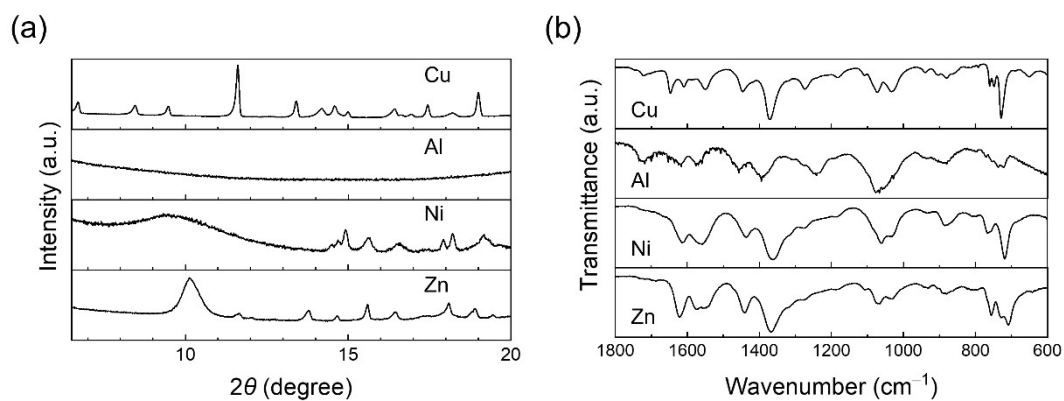 (a)
Cu
Al
Ni
Zn
Intensity (a.u.)
10 15 20
2θ (degree)
(b)
Cu
Al
Ni
Zn
Transmittance (a.u.)
1800 1600 1400 1200 1000 800 600
Wavenumber (cm⁻¹)